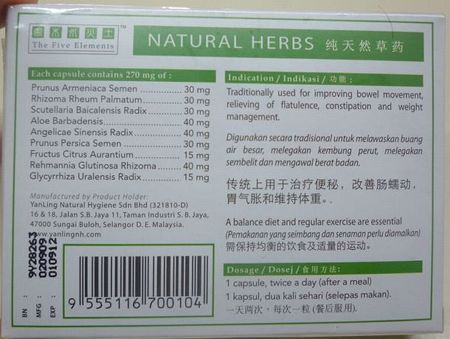 The Five Elements
TM
NATURAL HERBS 纯天然草药
Each capsule contains 270 mg of :
Prunus Armeniaca Semen 30 mg
Rhizoma Rheum Palmatum 30 mg
Scutellaria Baicalensis Radix 30 mg
Aloe Barbadensis 40 mg
Angelicae Sinensis Radix 40 mg
Prunus Persica Semen 30 mg
Fructus Citrus Aurantium 15 mg
Rehmannia Glutinosa Rhizoma 40 mg
Glycyrrhiza Uralensis Radix 15 mg
Manufactured by Product Holder:
YanLing Natural Hygiene Sdn Bhd (321810-D)
16 & 18, Jalan S.B. Jaya 11, Taman Industri S. B. Jaya,
47000 Sungai Buloh, Selangor D. E. Malaysia.
www.yanlingnh.com
BN :
MFG :
EXP :
9Y28263
020909
010912
9 555116 700104
Indication / Indikasi / 功能 :
Traditionally used for improving bowel movement,
relieving of flatulence, constipation and weight
management.
Digunakan secara tradisional untuk melawaskan buang
air besar, melegakan kembung perut, melegakan
sembelit dan mengawal berat badan.
传统上用于治疗便秘，改善肠蠕动，
胃气胀和维持体重。
A balance diet and regular exercise are essential
(Pemakanan yang seimbang dan senaman perlu diamalkan)
需保持均衡的饮食及适量的运动。
Dosage / Dosej / 食用方法:
1 capsule, twice a day (after a meal)
1 kapsul, dua kali sehari (selepas makan).
一天两次，每次一粒 (餐后服用).